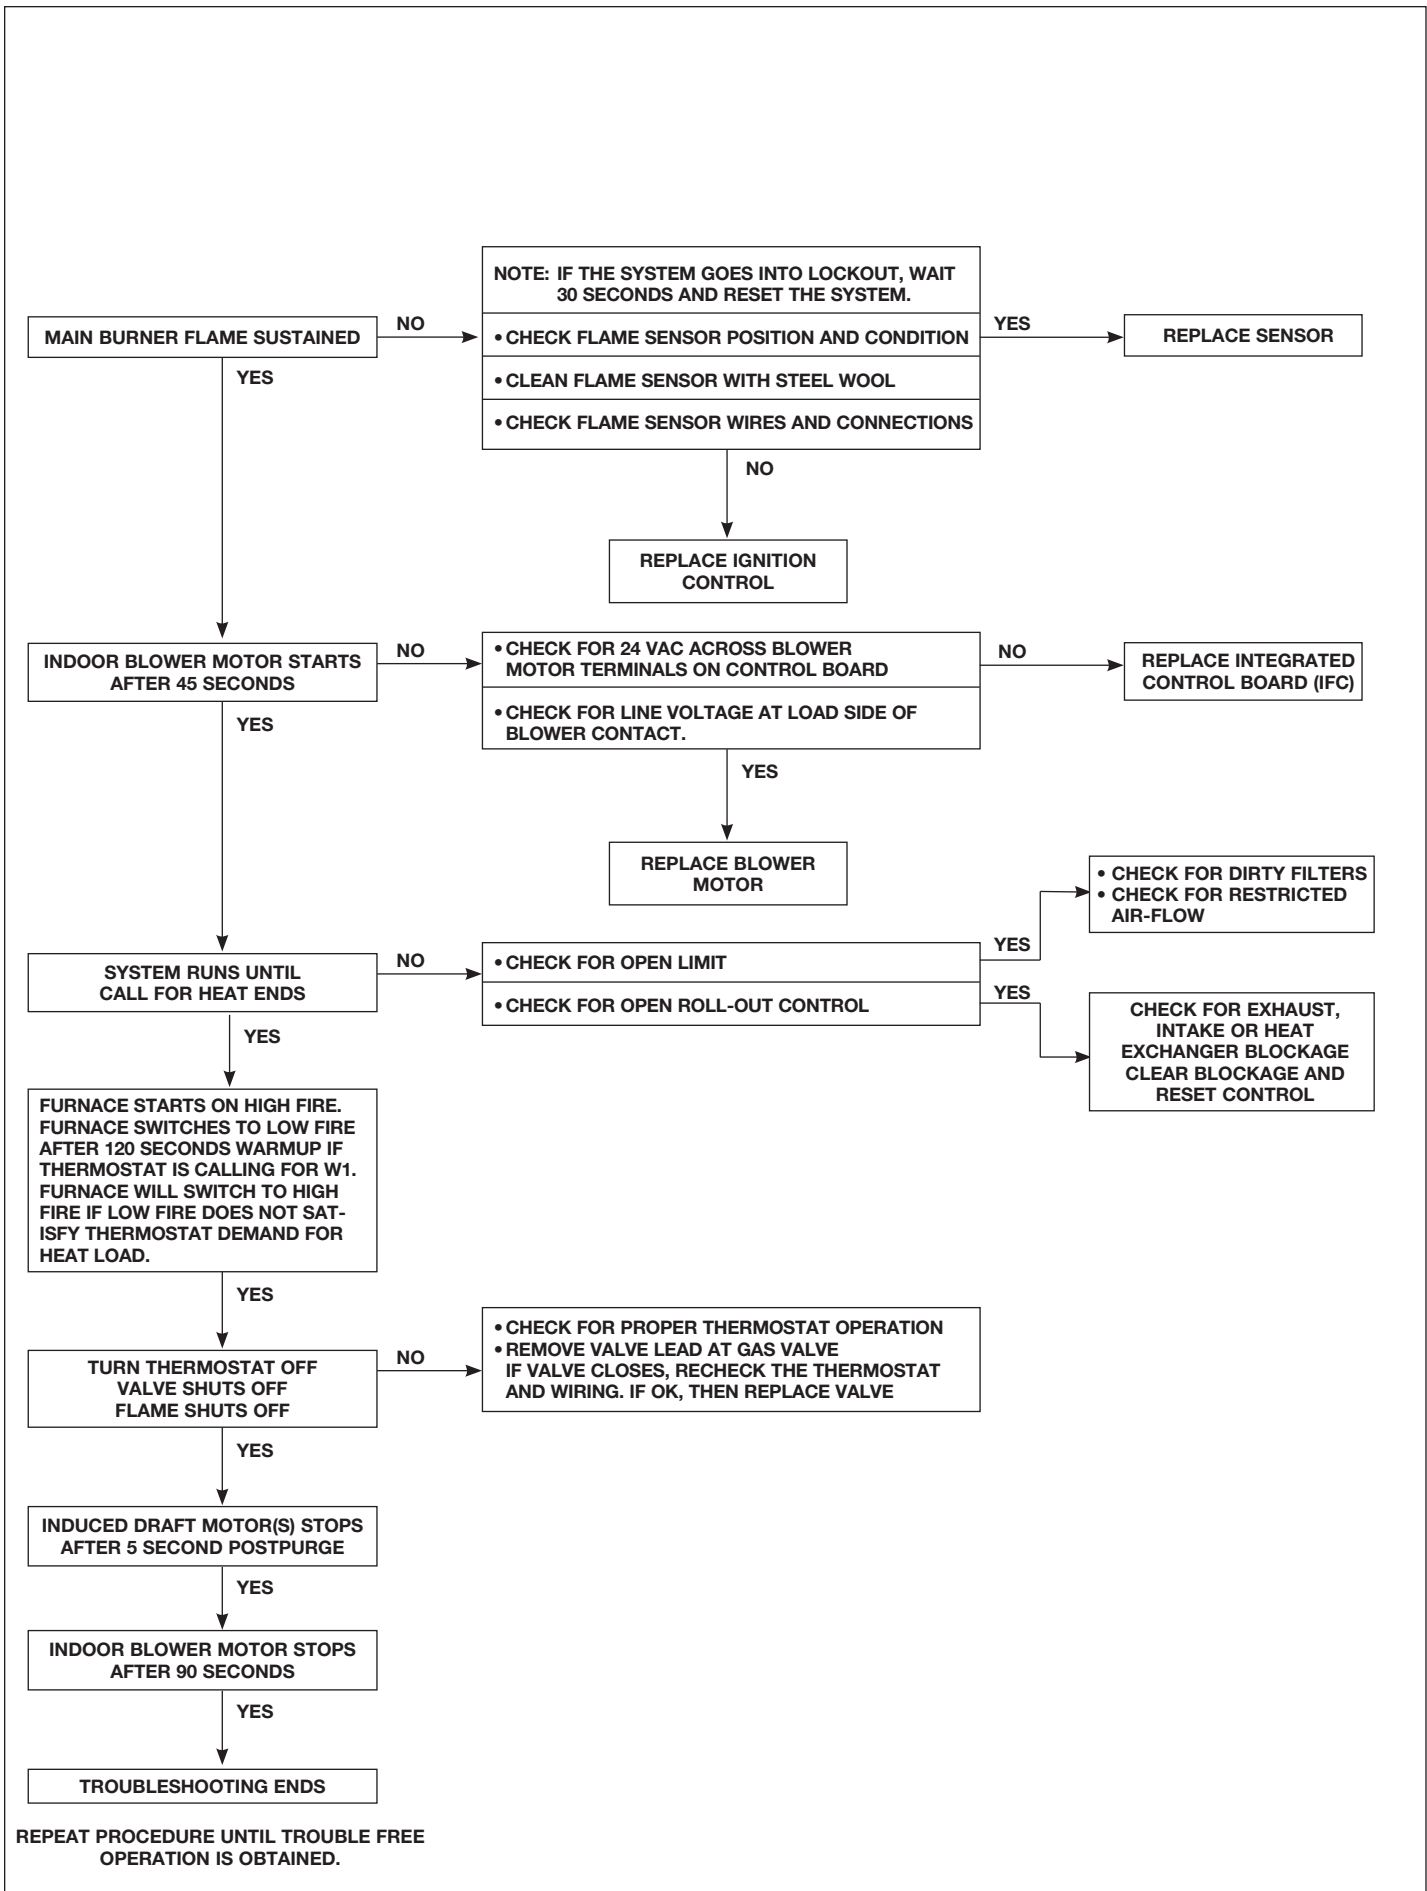 NOTE: IF THE SYSTEM GOES INTO LOCKOUT, WAIT
30 SECONDS AND RESET THE SYSTEM.
MAIN BURNER FLAME SUSTAINED
NO
• CHECK FLAME SENSOR POSITION AND CONDITION
YES
REPLACE SENSOR
YES
• CLEAN FLAME SENSOR WITH STEEL WOOL
• CHECK FLAME SENSOR WIRES AND CONNECTIONS
NO
REPLACE IGNITION
CONTROL
INDOOR BLOWER MOTOR STARTS
AFTER 45 SECONDS
NO
• CHECK FOR 24 VAC ACROSS BLOWER
MOTOR TERMINALS ON CONTROL BOARD
NO
REPLACE INTEGRATED
CONTROL BOARD (IFC)
YES
• CHECK FOR LINE VOLTAGE AT LOAD SIDE OF
BLOWER CONTACT.
YES
REPLACE BLOWER
MOTOR
SYSTEM RUNS UNTIL
CALL FOR HEAT ENDS
NO
• CHECK FOR OPEN LIMIT
YES
• CHECK FOR DIRTY FILTERS
• CHECK FOR RESTRICTED
AIR-FLOW
• CHECK FOR OPEN ROLL-OUT CONTROL
YES
CHECK FOR EXHAUST,
INTAKE OR HEAT
EXCHANGER BLOCKAGE
CLEAR BLOCKAGE AND
RESET CONTROL
YES
FURNACE STARTS ON HIGH FIRE.
FURNACE SWITCHES TO LOW FIRE
AFTER 120 SECONDS WARMUP IF
THERMOSTAT IS CALLING FOR W1.
FURNACE WILL SWITCH TO HIGH
FIRE IF LOW FIRE DOES NOT SAT-
ISFY THERMOSTAT DEMAND FOR
HEAT LOAD.
YES
TURN THERMOSTAT OFF
VALVE SHUTS OFF
FLAME SHUTS OFF
NO
• CHECK FOR PROPER THERMOSTAT OPERATION
• REMOVE VALVE LEAD AT GAS VALVE
IF VALVE CLOSES, RECHECK THE THERMOSTAT
AND WIRING. IF OK, THEN REPLACE VALVE
YES
INDUCED DRAFT MOTOR(S) STOPS
AFTER 5 SECOND POSTPURGE
YES
INDOOR BLOWER MOTOR STOPS
AFTER 90 SECONDS
YES
TROUBLESHOOTING ENDS
REPEAT PROCEDURE UNTIL TROUBLE FREE
OPERATION IS OBTAINED.